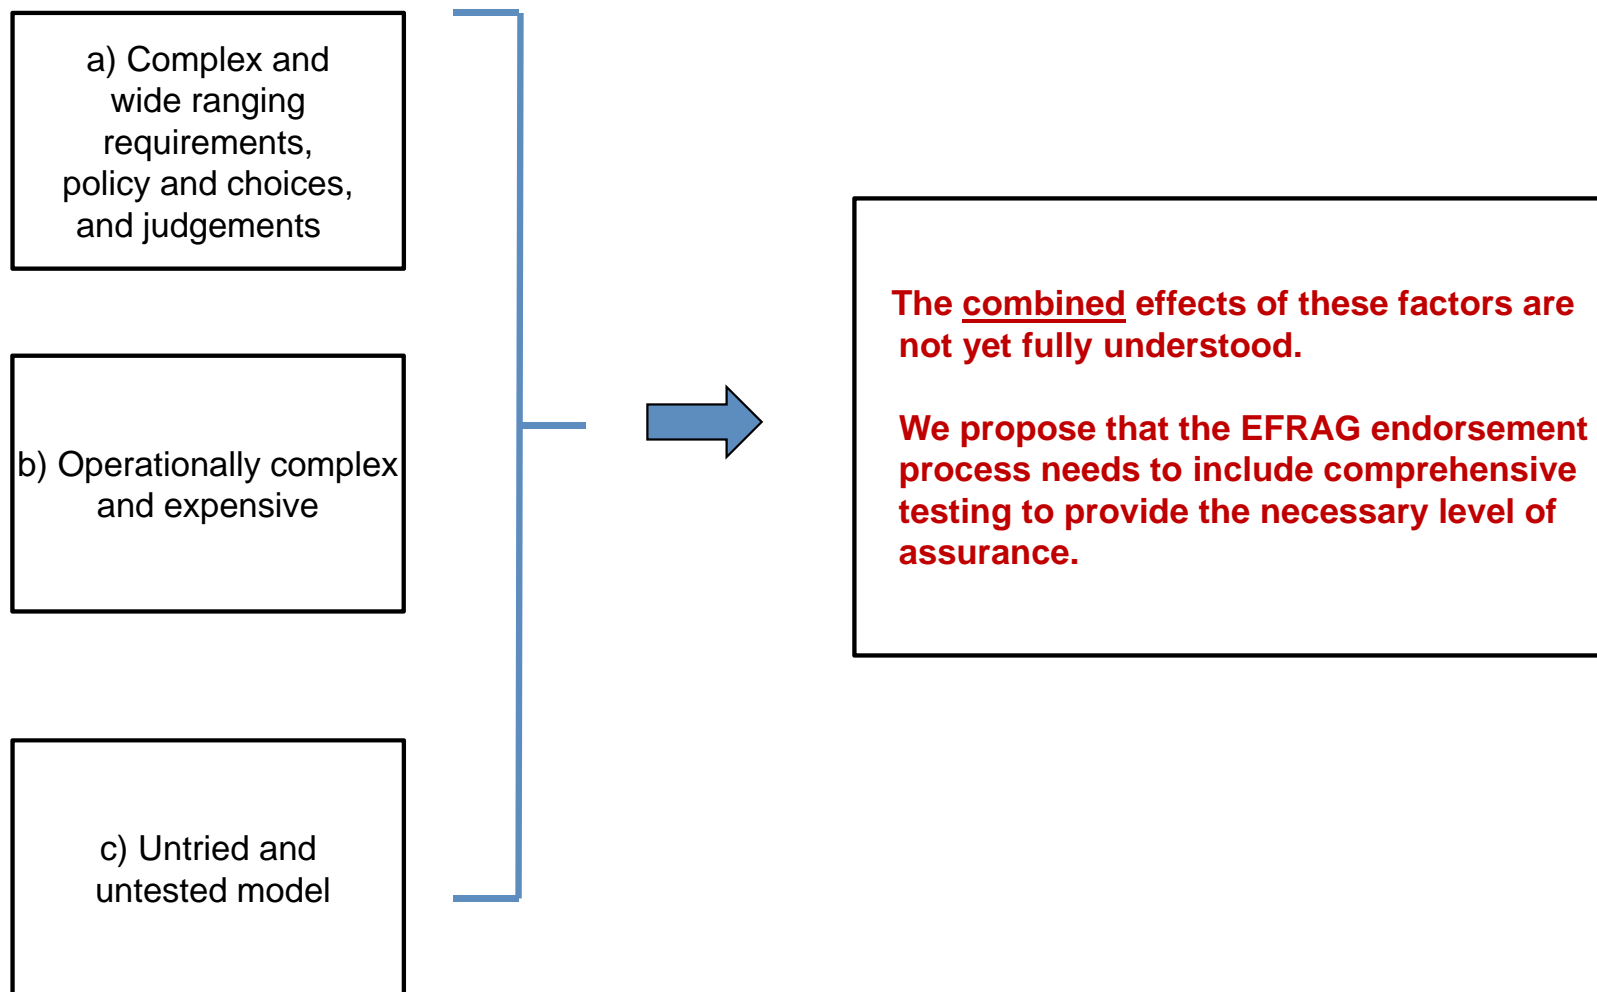 a) Complex and
wide ranging
requirements,
policy and choices,
and judgements
b) Operationally complex
and expensive
c) Untried and
untested model
The combined effects of these factors are
not yet fully understood.
We propose that the EFRAG endorsement
process needs to include comprehensive
testing to provide the necessary level of
assurance.